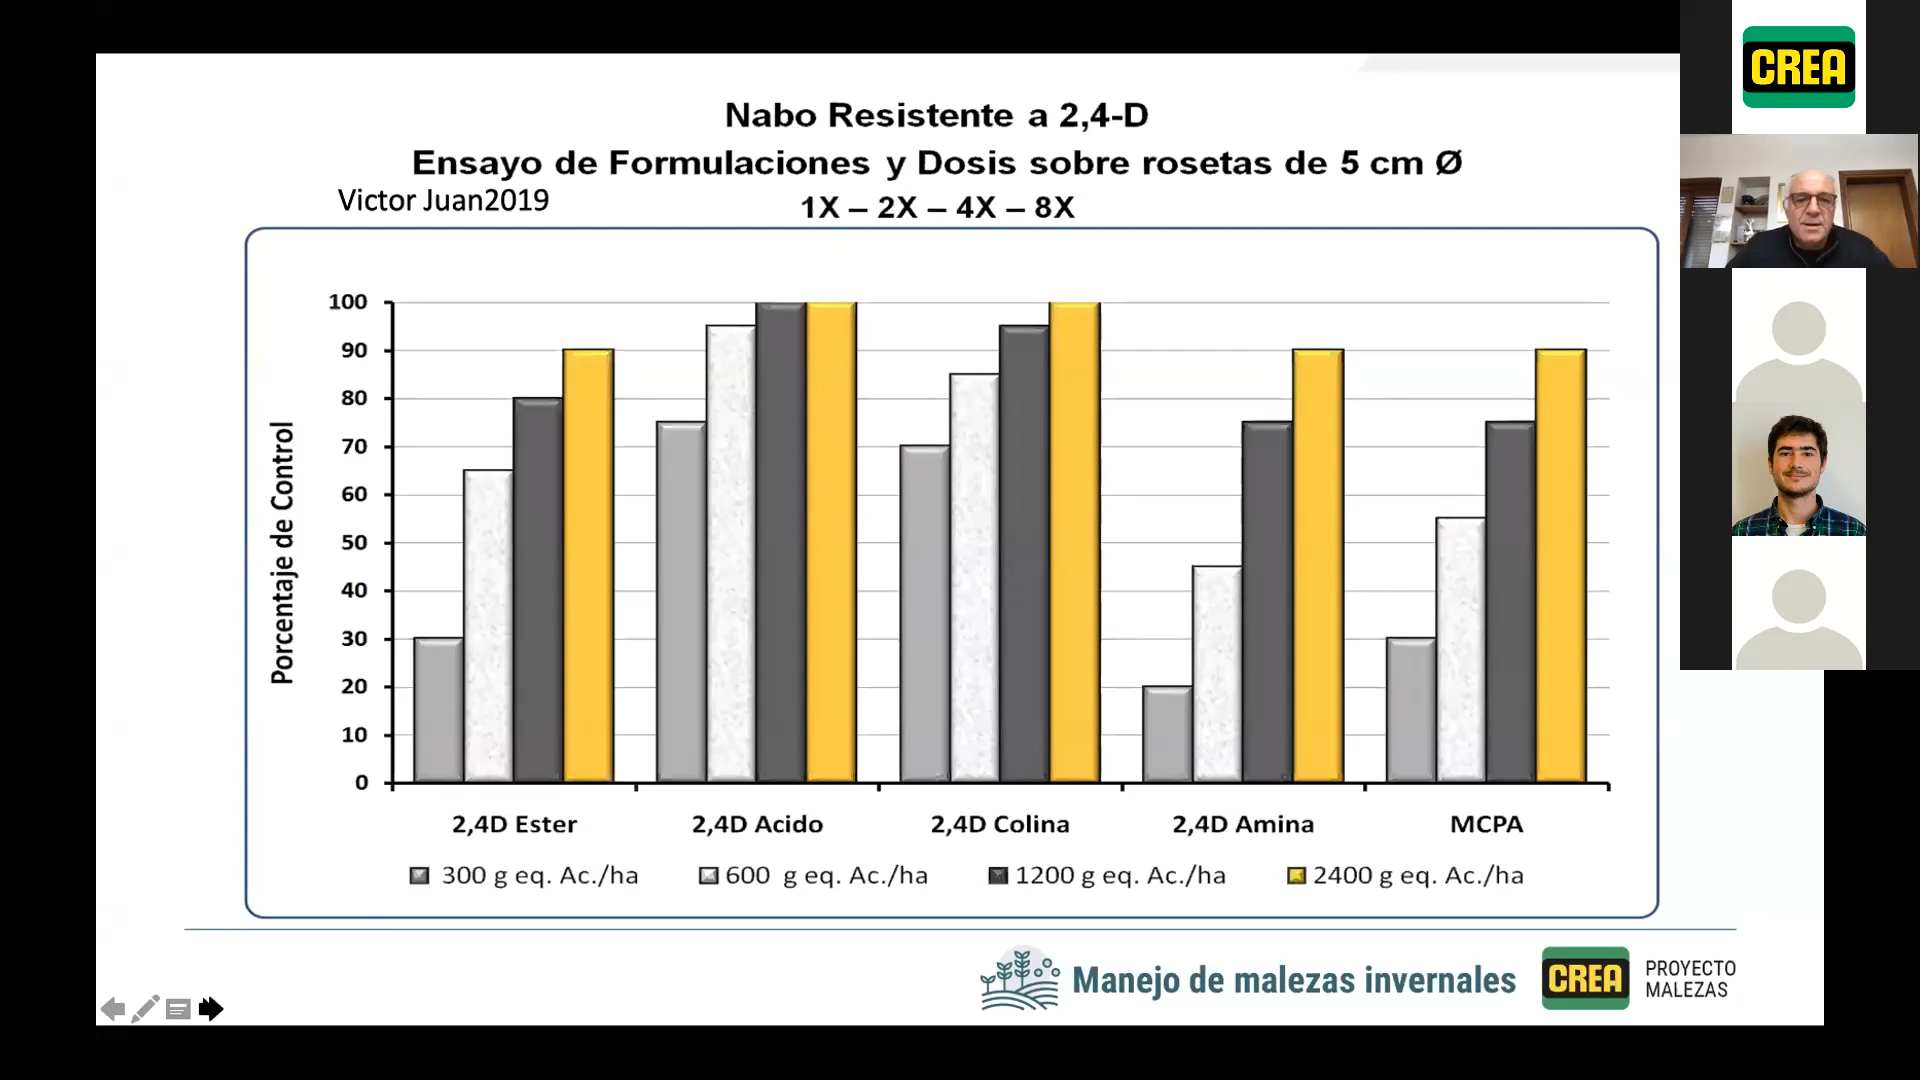 Nabo Resistente a 2,4-D
Ensayo de Formulaciones y Dosis sobre rosetas de 5 cm Ø
Victor Juan2019
1X – 2X – 4X – 8X
Porcentaje de Control
100
90
80
70
60
50
40
30
20
10
0
2,4D Ester 2,4D Acido 2,4D Colina 2,4D Amina MCPA
300 g eq. Ac./ha 600 g eq. Ac./ha 1200 g eq. Ac./ha 2400 g eq. Ac./ha
Manejo de malezas invernales
CREA
PROYECTO
MALEZAS
CREA